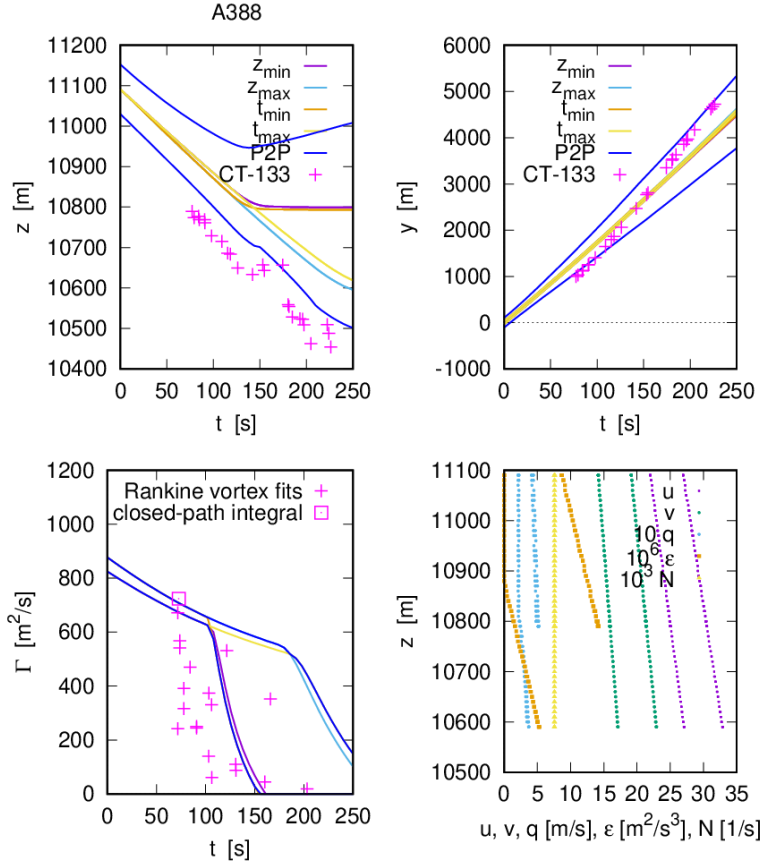 A388
11200
11100
11000
10900
10800
10700
10600
10500
10400
z [m]
0 50 100 150 200 250
t [s]
z_min
z_max
t_min
t_max
P2P
CT-133
6000
5000
4000
3000
2000
1000
0
-1000
y [m]
0 50 100 150 200 250
t [s]
z_min
z_max
t_min
t_max
P2P
CT-133
1200
1000
800
600
400
200
0
Γ [m²/s]
0 50 100 150 200 250
t [s]
Rankine vortex fits
closed-path integral
11100
11000
10900
10800
10700
10600
10500
z [m]
0 5 10 15 20 25 30 35
u, v, q [m/s], ε [m²/s³], N [1/s]
u
v
10 q
10⁶ ε
10³ N